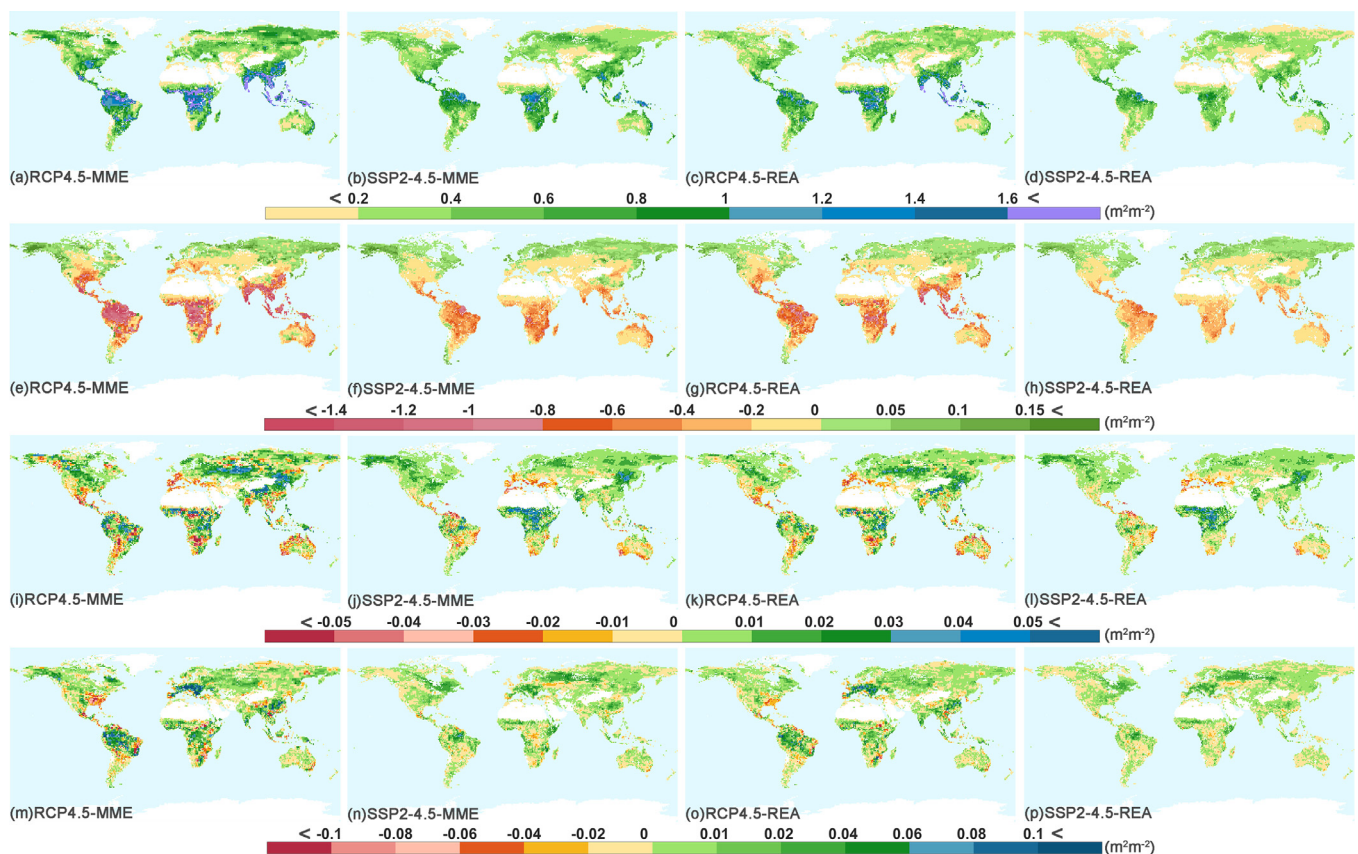 (a)RCP4.5-MME (b)SSP2-4.5-MME (c)RCP4.5-REA (d)SSP2-4.5-REA
< 0.2 0.4 0.6 0.8 1 1.2 1.4 1.6 < (m²m⁻²)
(e)RCP4.5-MME (f)SSP2-4.5-MME (g)RCP4.5-REA (h)SSP2-4.5-REA
< -1.4 -1.2 -1 -0.8 -0.6 -0.4 -0.2 0 0.05 0.1 0.15 < (m²m⁻²)
(i)RCP4.5-MME (j)SSP2-4.5-MME (k)RCP4.5-REA (l)SSP2-4.5-REA
< -0.05 -0.04 -0.03 -0.02 -0.01 0 0.01 0.02 0.03 0.04 0.05 < (m²m⁻²)
(m)RCP4.5-MME (n)SSP2-4.5-MME (o)RCP4.5-REA (p)SSP2-4.5-REA
< -0.1 -0.08 -0.06 -0.04 -0.02 0 0.01 0.02 0.04 0.06 0.08 0.1 < (m²m⁻²)